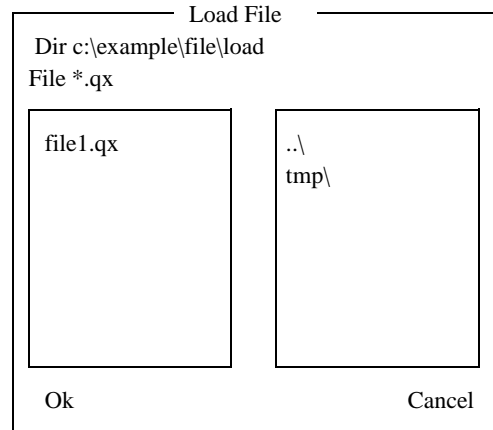 Load File
Dir c:\example\file\load
File *.qx
file1.qx
..\
tmp\
Ok
Cancel